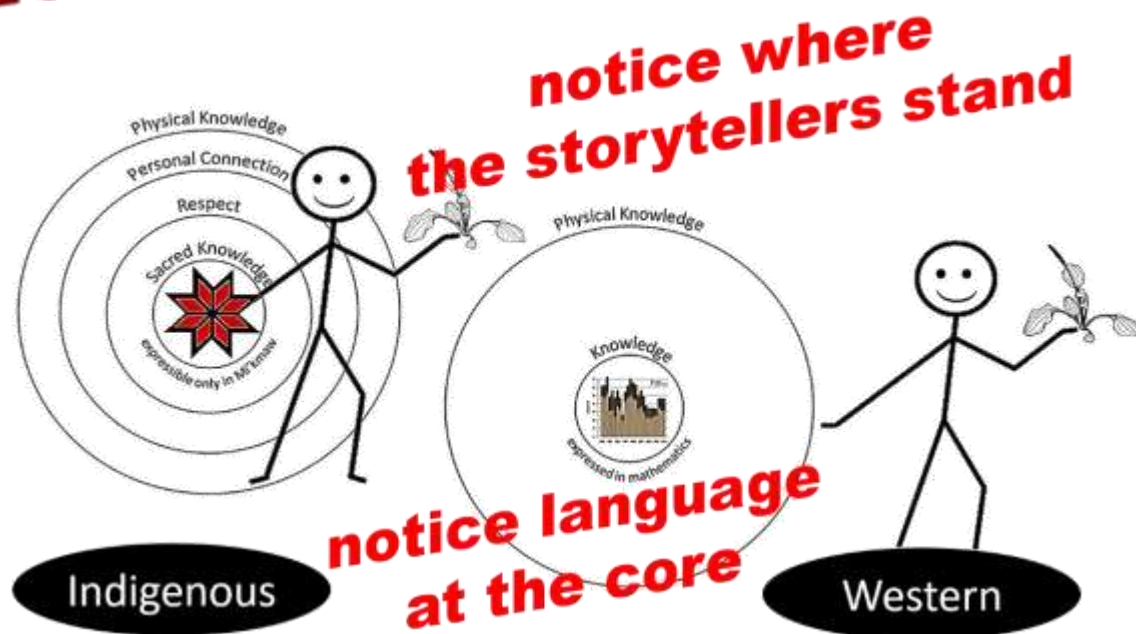 notice where
the storytellers stand
Physical Knowledge
Personal Connection
Respect
Sacred Knowledge
expressible only in Mi'kmaw
Physical Knowledge
Knowledge
expressed in mathematics
notice language
at the core
Indigenous
Western